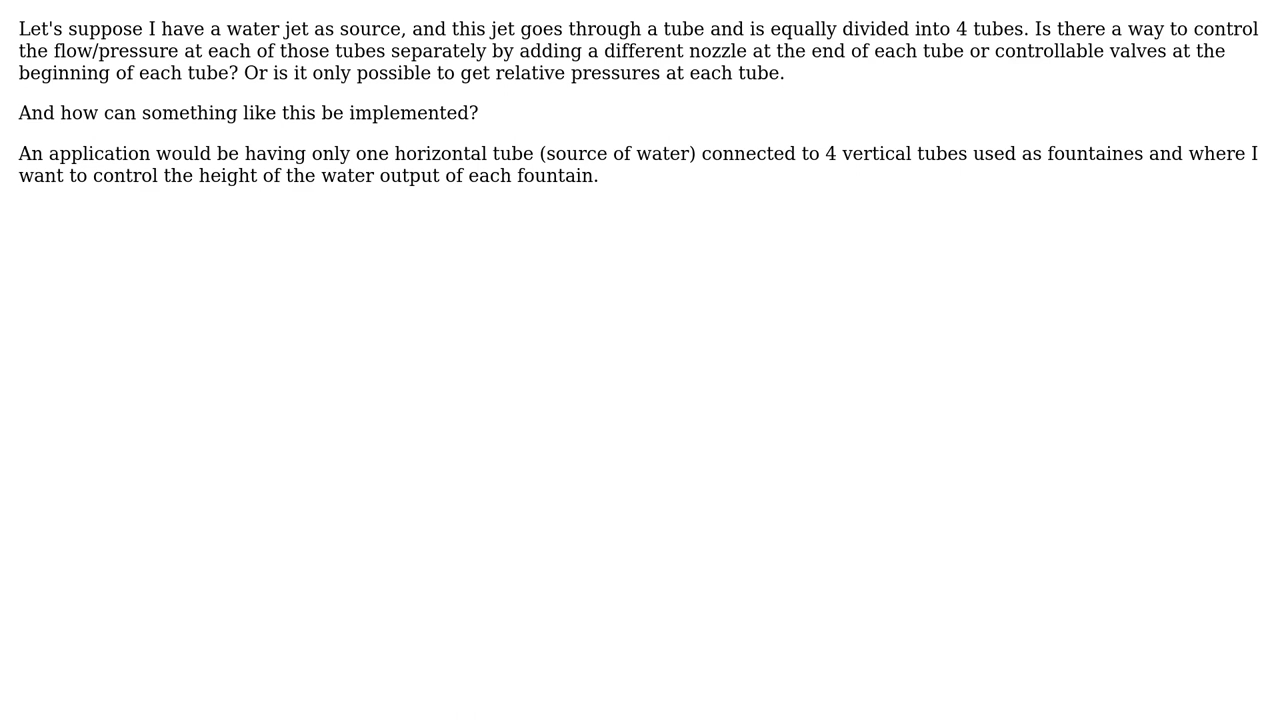 Let's suppose I have a water jet as source, and this jet goes through a tube and is equally divided into 4 tubes. Is there a way to control
the flow/pressure at each of those tubes separately by adding a different nozzle at the end of each tube or controllable valves at the
beginning of each tube? Or is it only possible to get relative pressures at each tube.
And how can something like this be implemented?
An application would be having only one horizontal tube (source of water) connected to 4 vertical tubes used as fountaines and where I
want to control the height of the water output of each fountain.